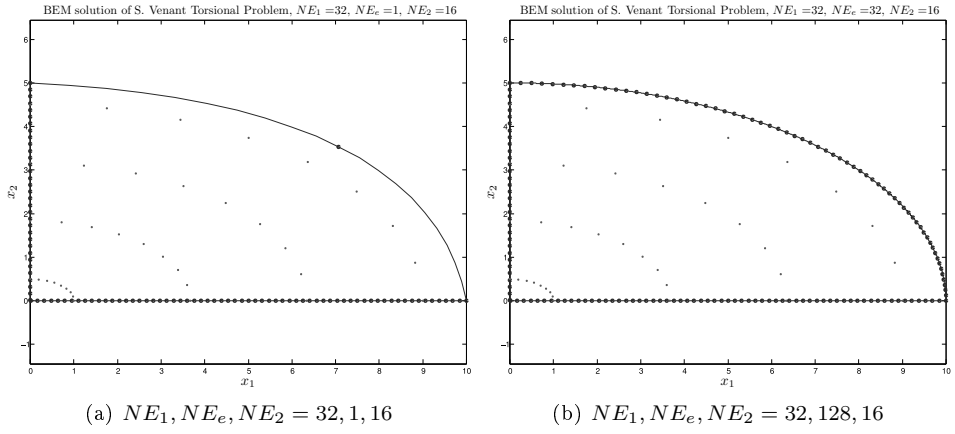 BEM solution of S. Venant Torsional Problem, NE₁ =32, NEₑ =1, NE₂ =16
6
5
4
3
2
1
0
−1
x₂
0 1 2 3 4 5 6 7 8 9 10
x₁
(a) NE₁, NEₑ, NE₂ = 32, 1, 16
BEM solution of S. Venant Torsional Problem, NE₁ =32, NEₑ =32, NE₂ =16
6
5
4
3
2
1
0
−1
x₂
0 1 2 3 4 5 6 7 8 9 10
x₁
(b) NE₁, NEₑ, NE₂ = 32, 128, 16